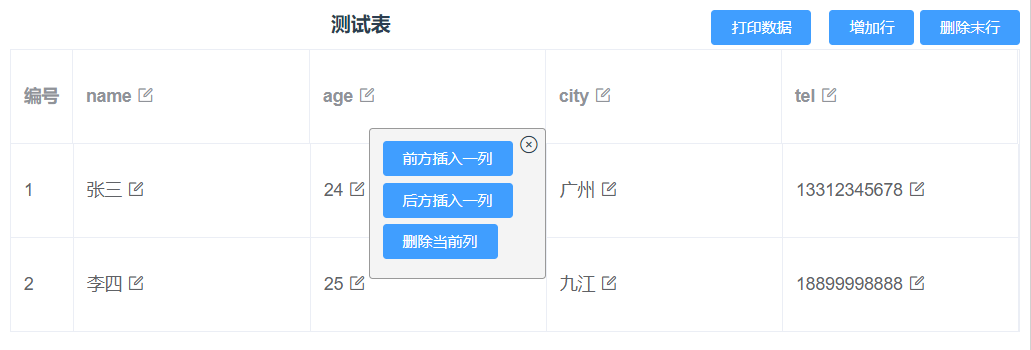 测试表
打印数据 增加行 删除末行
编号 name age city tel
前方插入一列
1 张三 24 广州 13312345678
后方插入一列
删除当前列
2 李四 25 九江 18899998888